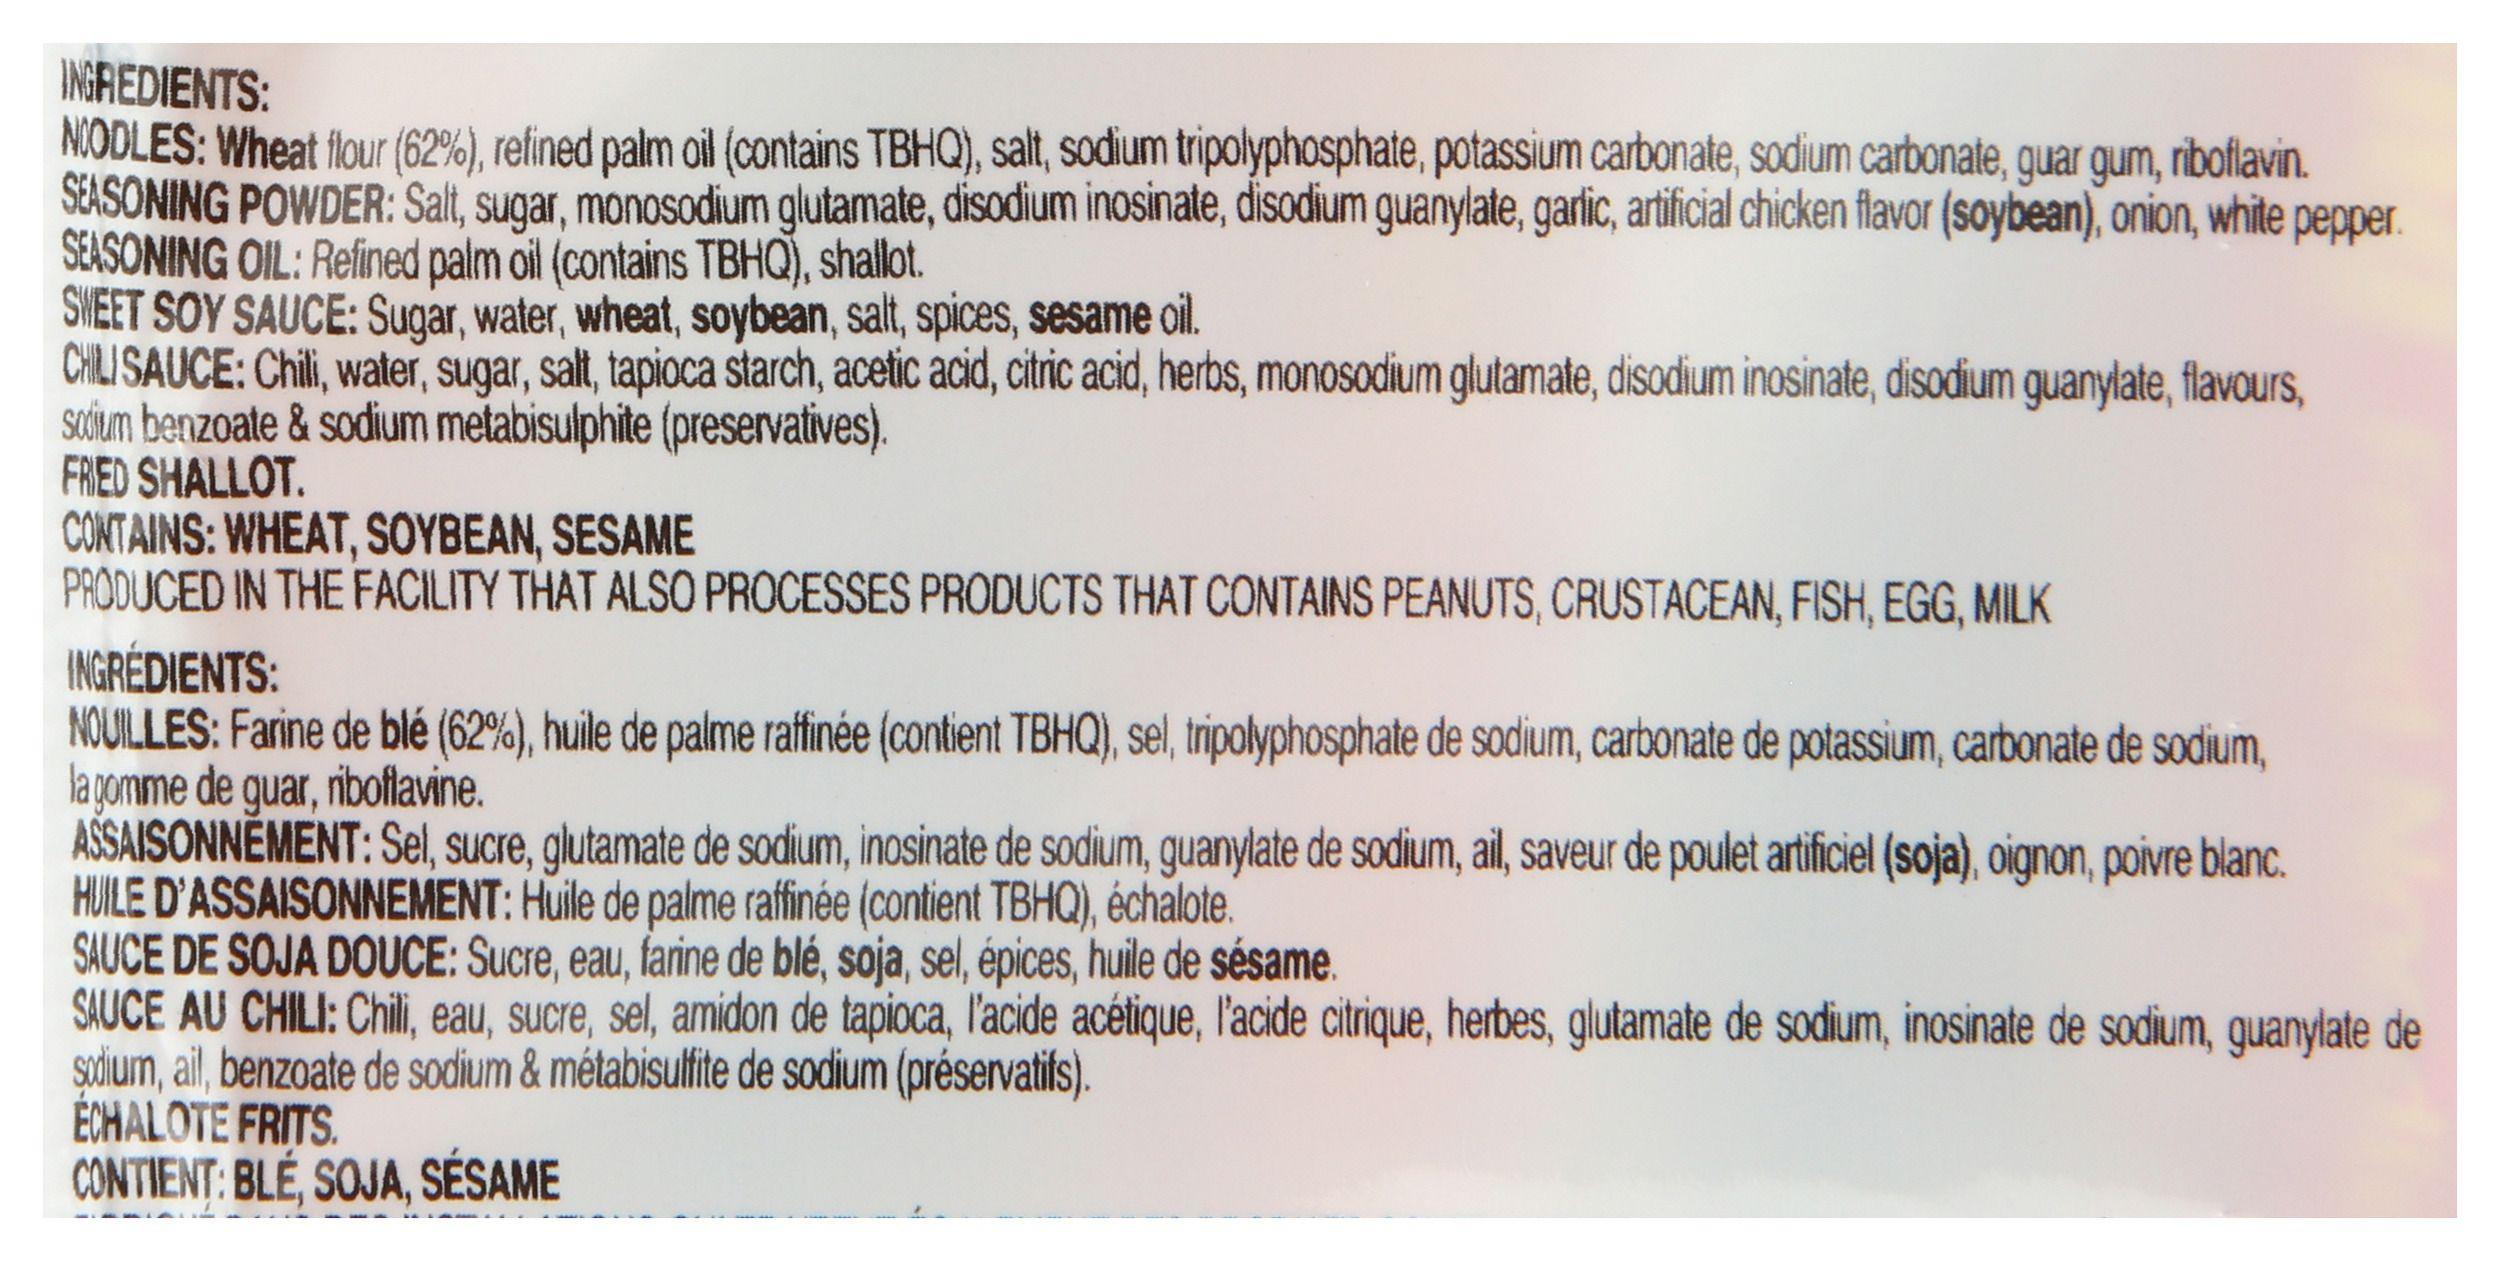 INGREDIENTS:
NOODLES: Wheat flour (62%), refined palm oil (contains TBHQ), salt, sodium tripolyphosphate, potassium carbonate, sodium carbonate, guar gum, riboflavin.
SEASONING POWDER: Salt, sugar, monosodium glutamate, disodium inosinate, disodium guanylate, garlic, artificial chicken flavor (soybean), onion, white pepper.
SEASONING OIL: Refined palm oil (contains TBHQ), shallot.
SWEET SOY SAUCE: Sugar, water, wheat, soybean, salt, spices, sesame oil.
CHILI SAUCE: Chili, water, sugar, salt, tapioca starch, acetic acid, citric acid, herbs, monosodium glutamate, disodium inosinate, disodium guanylate, flavours,
sodium benzoate & sodium metabisulphite (preservatives).
FRIED SHALLOT.
CONTAINS: WHEAT, SOYBEAN, SESAME
PRODUCED IN THE FACILITY THAT ALSO PROCESSES PRODUCTS THAT CONTAINS PEANUTS, CRUSTACEAN, FISH, EGG, MILK
INGRÉDIENTS:
NOUILLES: Farine de blé (62%), huile de palme raffinée (contient TBHQ), sel, tripolyphosphate de sodium, carbonate de potassium, carbonate de sodium,
la gomme de guar, riboflavine.
ASSAISONNEMENT: Sel, sucre, glutamate de sodium, inosinate de sodium, guanylate de sodium, ail, saveur de poulet artificiel (soja), oignon, poivre blanc.
HUILE D'ASSAISONNEMENT: Huile de palme raffinée (contient TBHQ), échalote.
SAUCE DE SOJA DOUCE: Sucre, eau, farine de blé, soja, sel, épices, huile de sésame.
SAUCE AU CHILI: Chili, eau, sucre, sel, amidon de tapioca, l'acide acétique, l'acide citrique, herbes, glutamate de sodium, inosinate de sodium, guanylate de
sodium, ail, benzoate de sodium & métabisulfite de sodium (préservatifs).
ÉCHALOTE FRITS.
CONTIENT: BLÉ, SOJA, SÉSAME